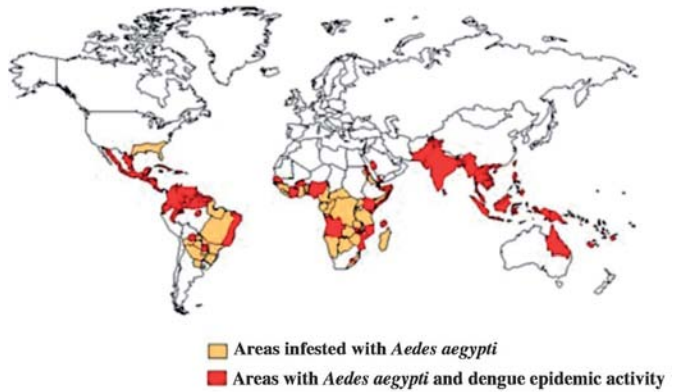 Areas infested with Aedes aegypti
Areas with Aedes aegypti and dengue epidemic activity